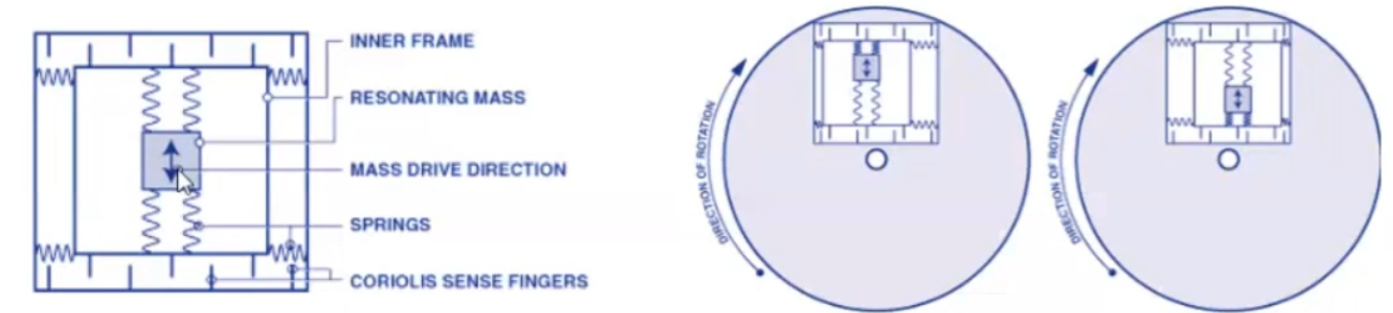 INNER FRAME
RESONATING MASS
MASS DRIVE DIRECTION
SPRINGS
CORIOLIS SENSE FINGERS
DIRECTION OF ROTATION
DIRECTION OF ROTATION